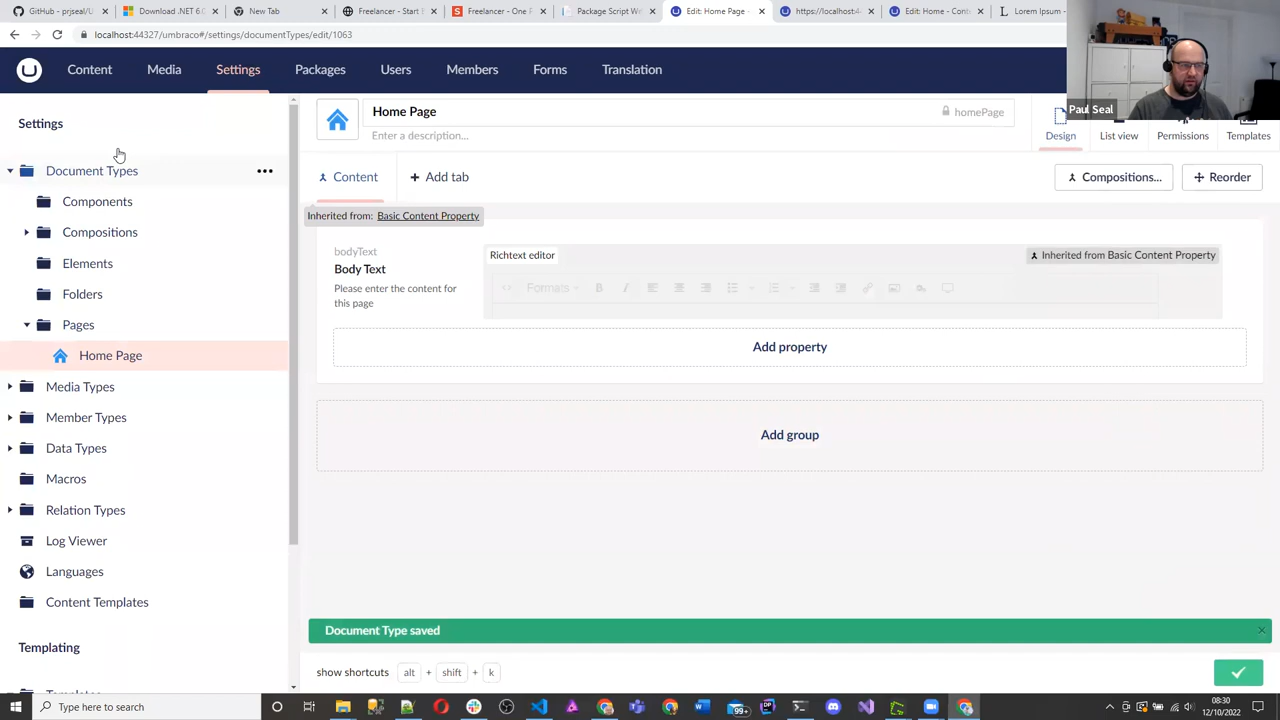 GitHub - prjseal/Um
Download .NET 6.0
New Tab
Freelancer - Start
Freelancer - One
Package Script Wr
Edit: Home Page -
https://localhost:44
Edit: Home - Cont
Lorem Ipsum -
https://localhost:44327/umbraco#/settings/documentTypes/edit/1063
Content
Media
Settings
Packages
Users
Members
Forms
Translation
Paul Seal
Settings
Home Page
homePage
Enter a description...
Design
List view
Permissions
Templates
Document Types
Content
Add tab
Compositions...
Reorder
Components
Inherited from: Basic Content Property
Compositions
bodyText
Richtext editor
Inherited from Basic Content Property
Body Text
Please enter the content for
this page
Formats
Elements
Folders
Pages
Add property
Home Page
Media Types
Member Types
Add group
Data Types
Macros
Relation Types
Log Viewer
Languages
Content Templates
Document Type saved
Templating
show shortcuts alt + shift + k
Templates
Type here to search
99+
08:30
12/10/2022